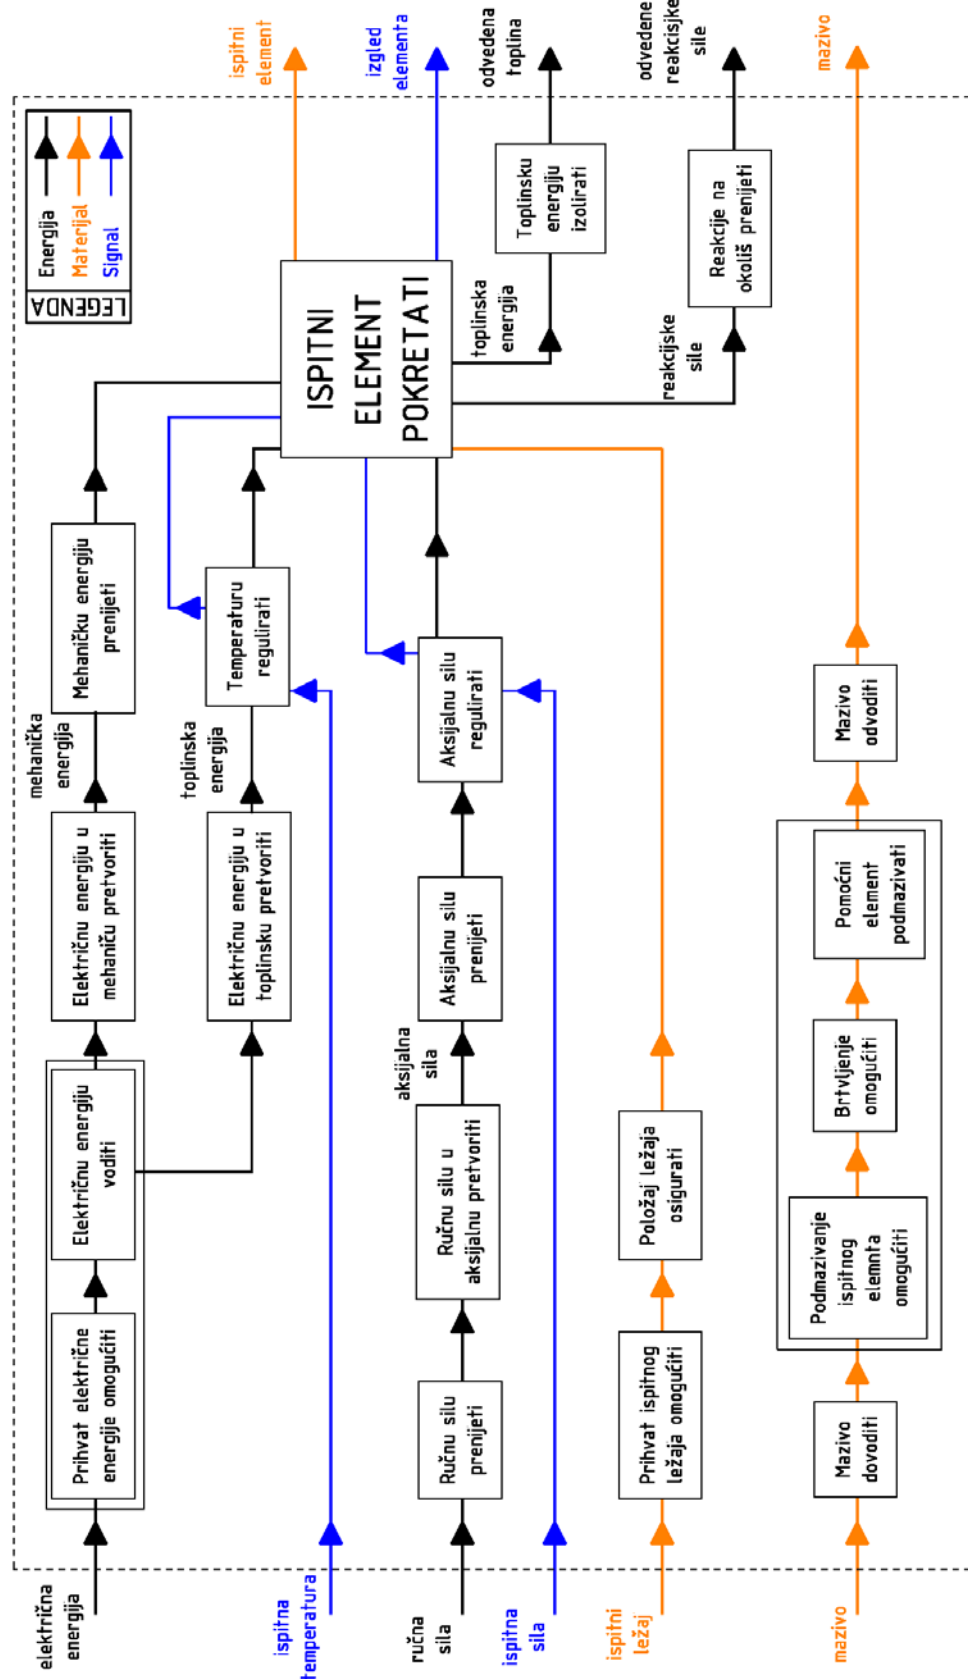 LEGENDA
Energija
Materijal
Signal
električna
energija
Prihvat električne
energije omogućiti
Električnu energiju
voditi
Električnu energiju u
mehaniču pretvoriti
mehanička
energija
Mehaničku energiju
prenijeti
Električnu energiju u
toplinsku pretvoriti
toplinska
energija
Temperaturu
regulirati
ispitna
temperatura
ručna
sila
Ručnu silu
prenijeti
Ručnu silu u
aksijalnu pretvoriti
aksijalna
sila
Aksijalnu silu
prenijeti
Aksijalnu silu
regulirati
ispitna
sila
ispitni
ležaj
Prihvat ispitnog
ležaja omogućiti
Položaj ležaja
osigurati
ISPITNI
ELEMENT
POKRETATI
ispitni
element
izgled
elementa
toplinska
energija
Toplinsku
energiju
izolirati
odvedena
toplina
reakcijske
sile
Reakcije na
okoliš prenijeti
odvedene
reakcisjke
sile
mazivo
Mazivo
dovoditi
Podmazivanje
ispitnog
elemnta
omogućiti
Brtvljenje
omogućiti
Pomoćni
element
podmazivati
Mazivo
odvoditi
mazivo